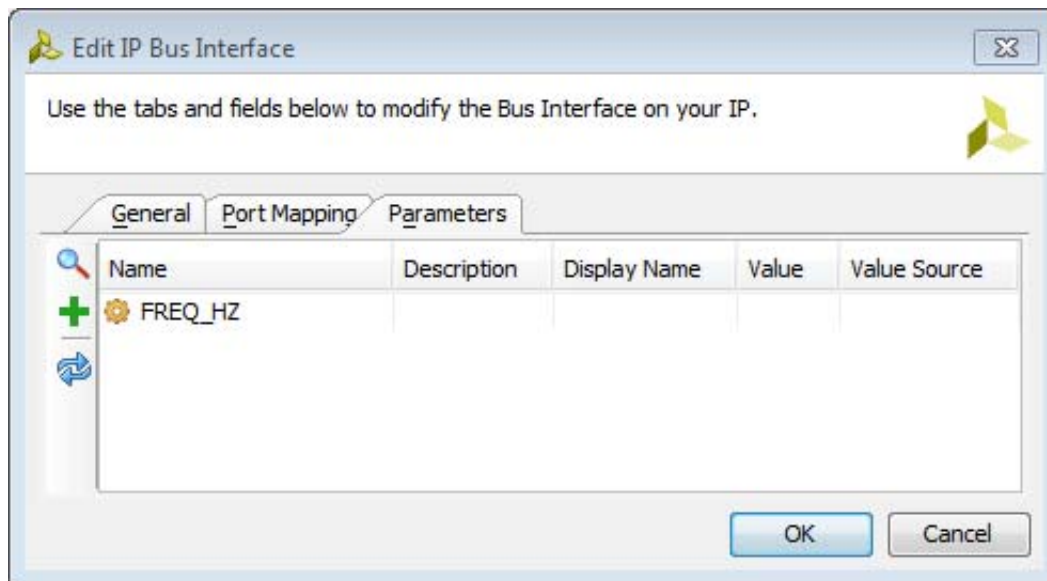 Edit IP Bus Interface
Use the tabs and fields below to modify the Bus Interface on your IP.
General Port Mapping Parameters
Name Description Display Name Value Value Source
FREQ_HZ
OK Cancel